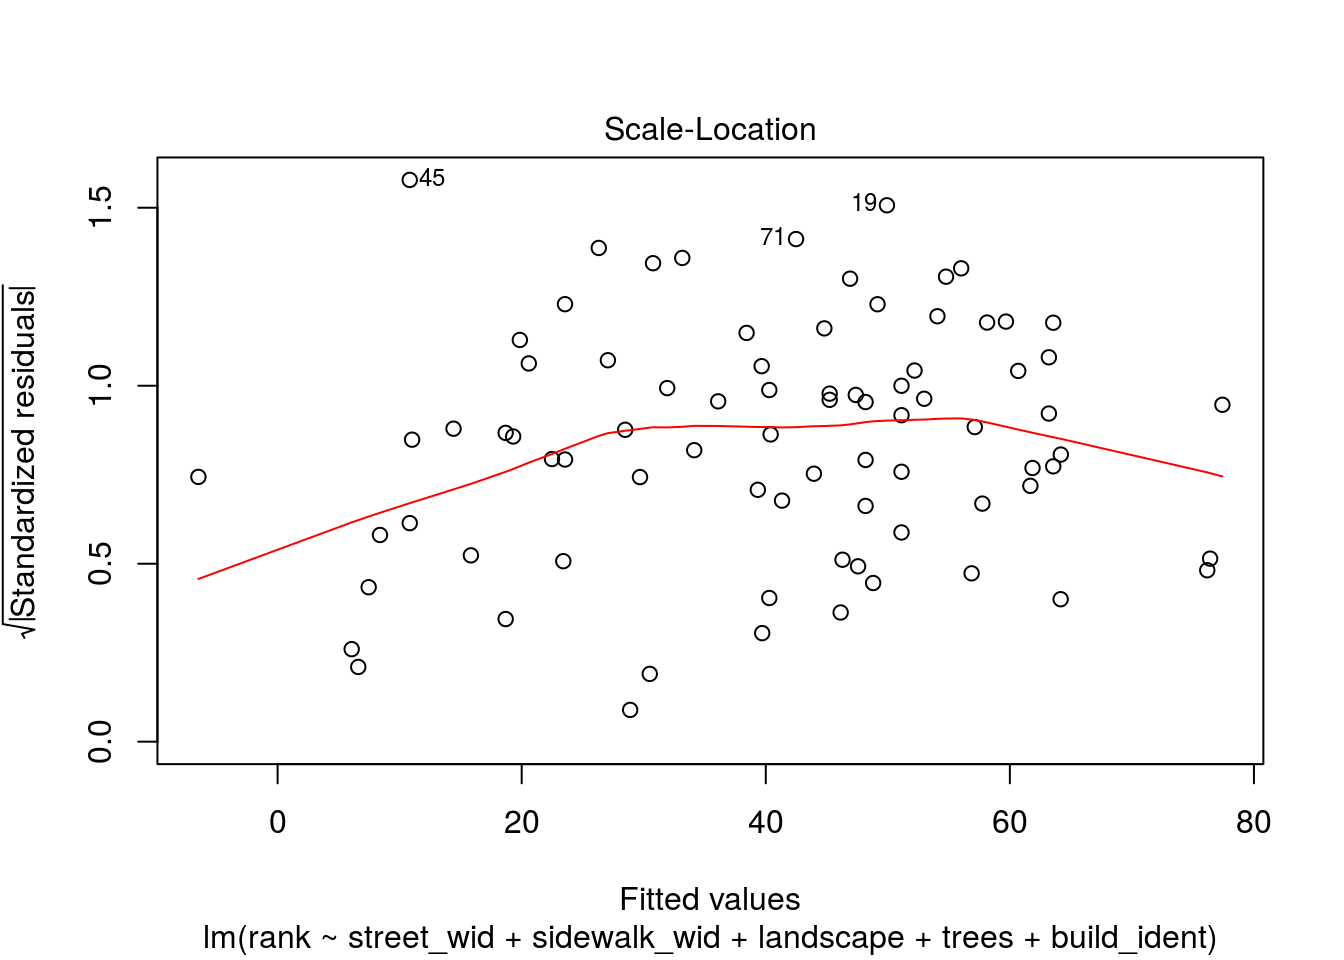 Scale-Location
√|Standardized residuals|
1.5
1.0
0.5
0.0
45
19
71
0 20 40 60 80
Fitted values
lm(rank ~ street_wid + sidewalk_wid + landscape + trees + build_ident)